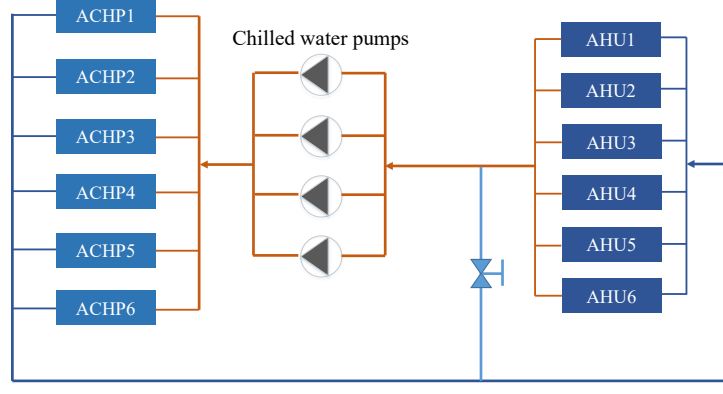 ACHP1
ACHP2
ACHP3
ACHP4
ACHP5
ACHP6
Chilled water pumps
AHU1
AHU2
AHU3
AHU4
AHU5
AHU6